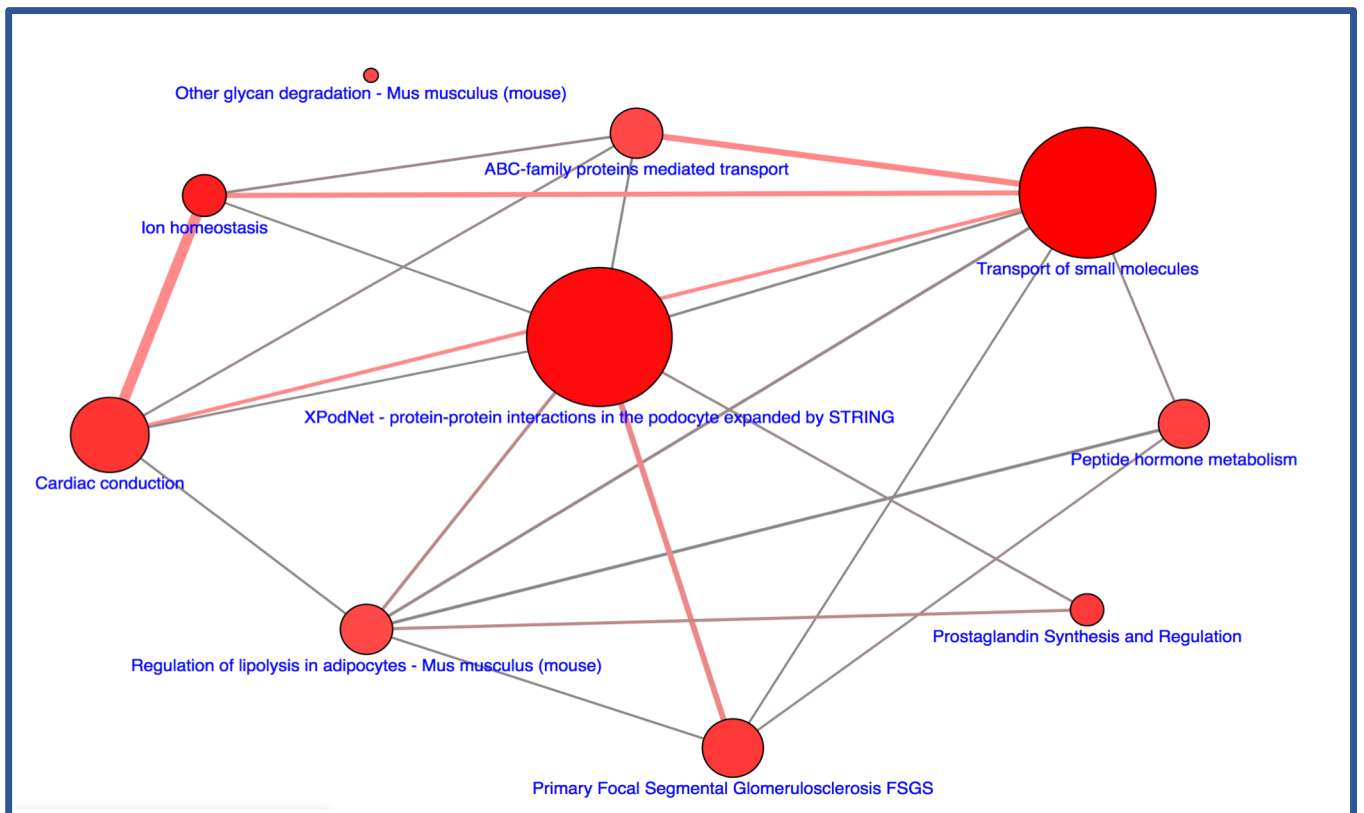 Other glycan degradation - Mus musculus (mouse)
ABC-family proteins mediated transport
Ion homeostasis
Transport of small molecules
XPodNet - protein-protein interactions in the podocyte expanded by STRING
Peptide hormone metabolism
Cardiac conduction
Prostaglandin Synthesis and Regulation
Regulation of lipolysis in adipocytes - Mus musculus (mouse)
Primary Focal Segmental Glomerulosclerosis FSGS